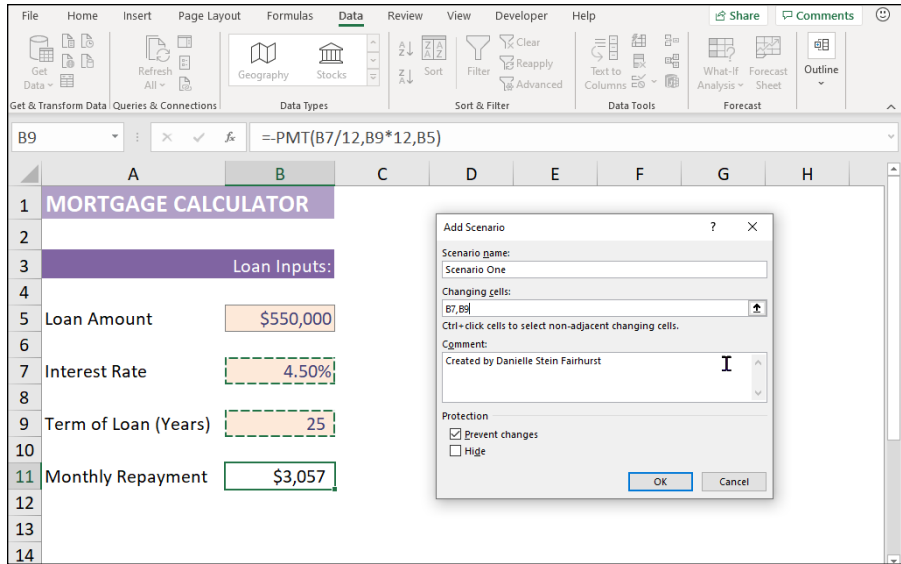 File Home Insert Page Layout Formulas Data Review View Developer Help Share Comments
Get Data
Refresh All
Geography Stocks
Sort
Filter
Clear
Reapply
Advanced
Text to Columns
What-If Analysis
Forecast Sheet
Outline
Get & Transform Data Queries & Connections Data Types Sort & Filter Data Tools Forecast
B9 fx =-PMT(B7/12,B9*12,B5)
A B C D E F G H
1 MORTGAGE CALCULATOR
2
3 Loan Inputs:
4
5 Loan Amount $550,000
6
7 Interest Rate 4.50%
8
9 Term of Loan (Years) 25
10
11 Monthly Repayment $3,057
12
13
14
Add Scenario ? ×
Scenario name:
Scenario One
Changing cells:
B7,B9
Ctrl+click cells to select non-adjacent changing cells.
Comment:
Created by Danielle Stein Fairhurst
Protection
Prevent changes
Hide
OK Cancel